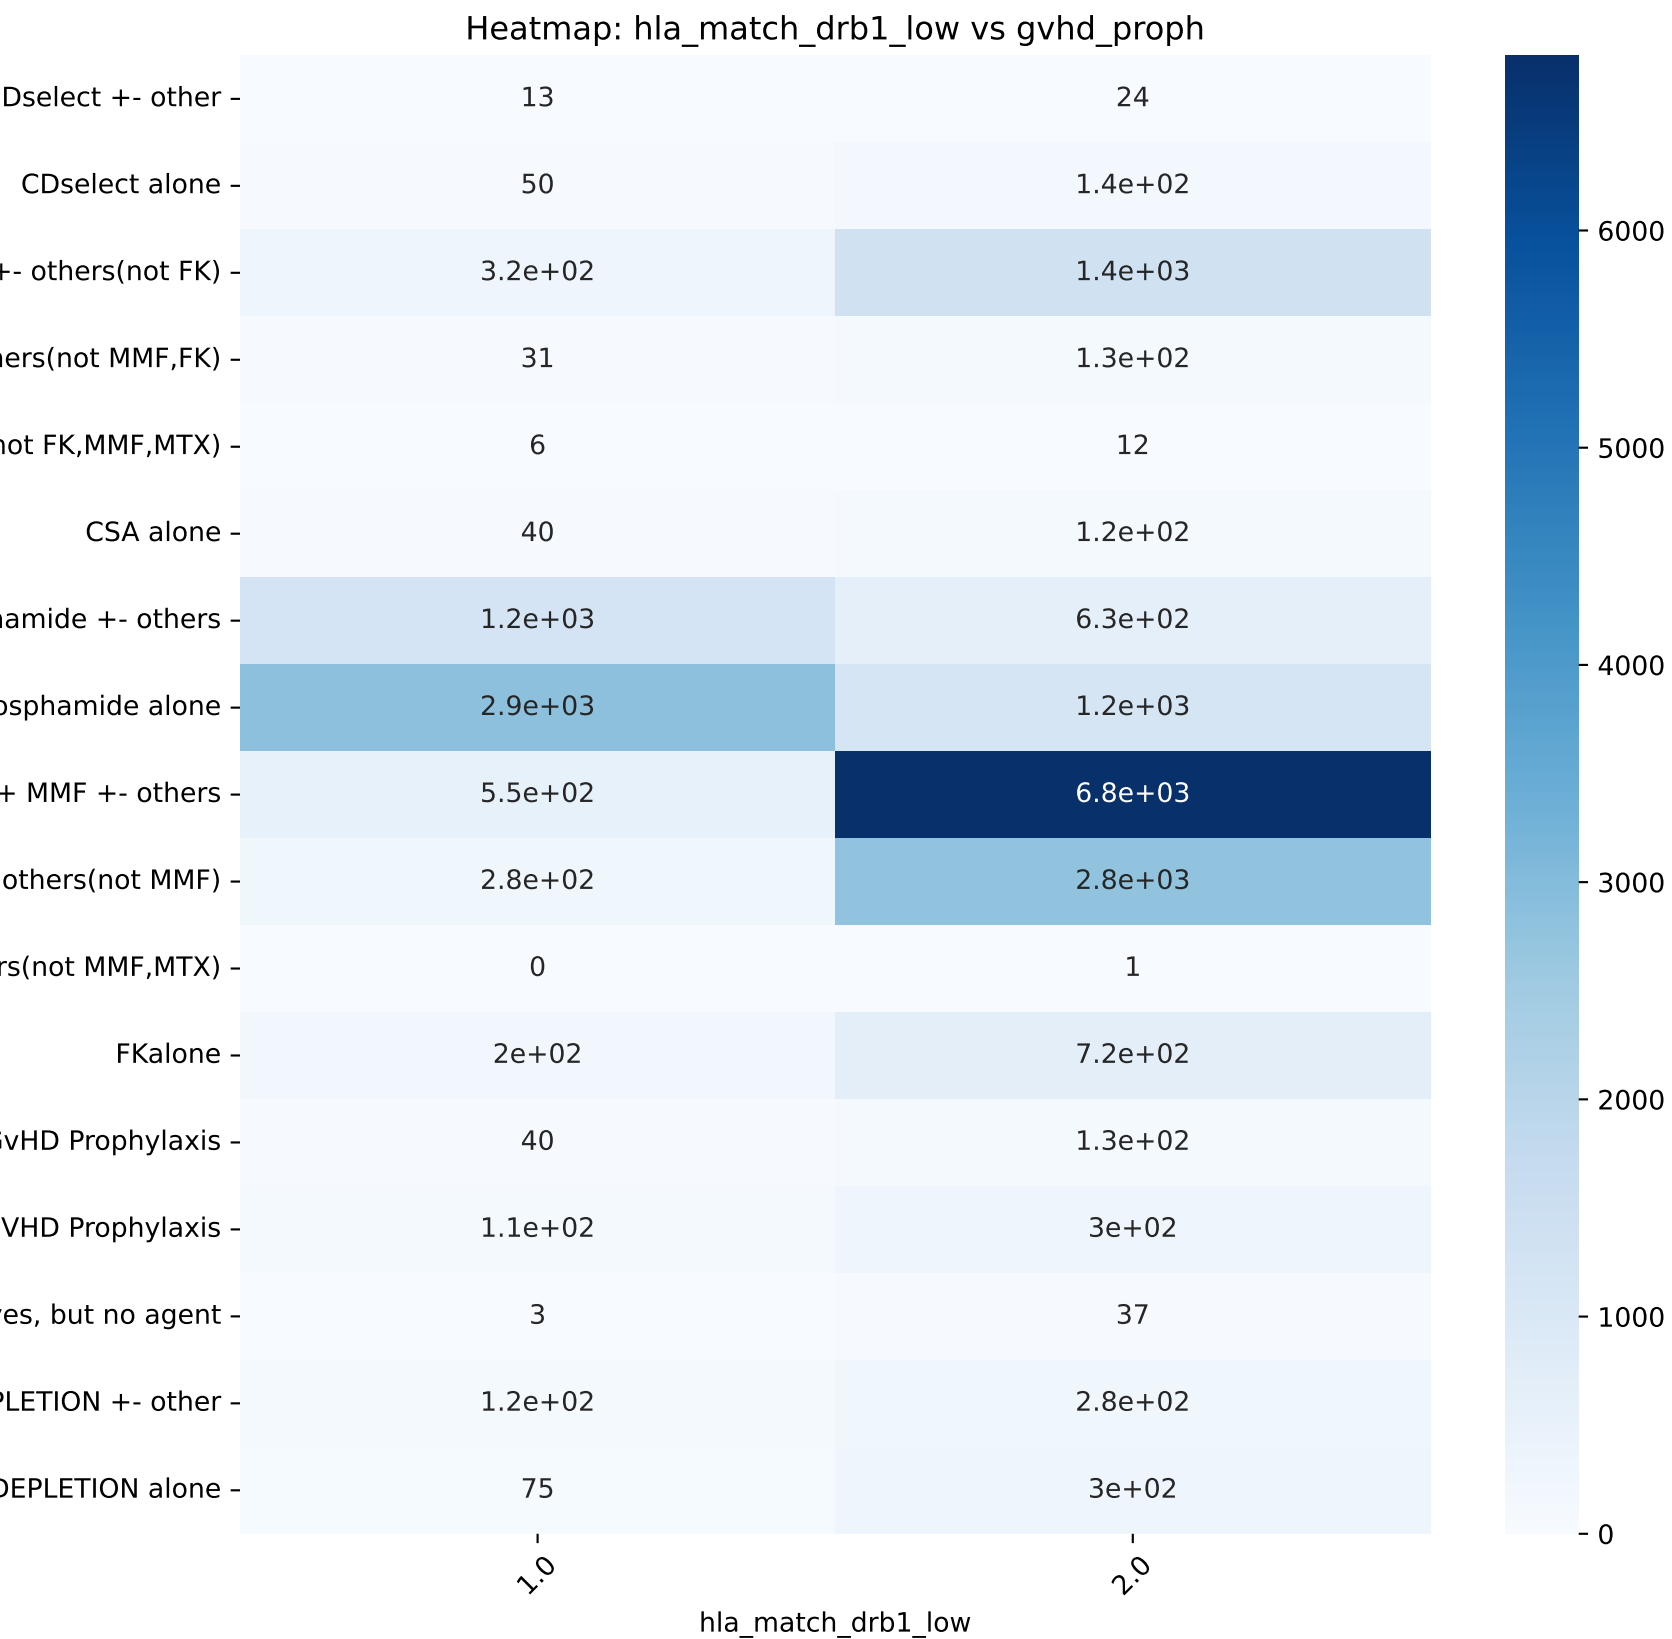 Heatmap: hla_match_drb1_low vs gvhd_proph
Dselect +- other 13 24
CDselect alone 50 1.4e+02
+- others(not FK) 3.2e+02 1.4e+03
ers(not MMF,FK) 31 1.3e+02
not FK,MMF,MTX) 6 12
CSA alone 40 1.2e+02
amide +- others 1.2e+03 6.3e+02
osphamide alone 2.9e+03 1.2e+03
+ MMF +- others 5.5e+02 6.8e+03
others(not MMF) 2.8e+02 2.8e+03
rs(not MMF,MTX) 0 1
FKalone 2e+02 7.2e+02
GvHD Prophylaxis 40 1.3e+02
VHD Prophylaxis 1.1e+02 3e+02
es, but no agent 3 37
PLETION +- other 1.2e+02 2.8e+02
DEPLETION alone 75 3e+02
1.0 2.0
hla_match_drb1_low
6000
5000
4000
3000
2000
1000
0